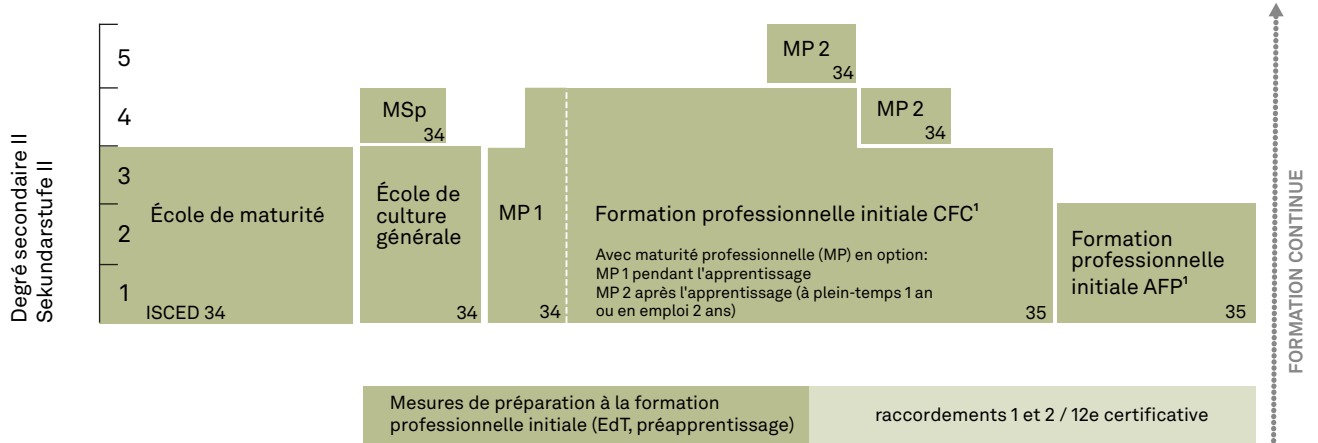 Degré secondaire II
Sekundarstufe II
5
4
3
2
1
MP 2
34
MSp
34
MP 2
34
École de maturité
ISCED 34
École de
culture
générale
34
MP 1
34
Formation professionnelle initiale CFC¹
Avec maturité professionnelle (MP) en option:
MP 1 pendant l'apprentissage
MP 2 après l'apprentissage (à plein-temps 1 an
ou en emploi 2 ans)
35
Formation
professionnelle
initiale AFP¹
35
FORMATION CONTINUE
Mesures de préparation à la formation
professionnelle initiale (EdT, préapprentissage)
raccordements 1 et 2 / 12e certificative